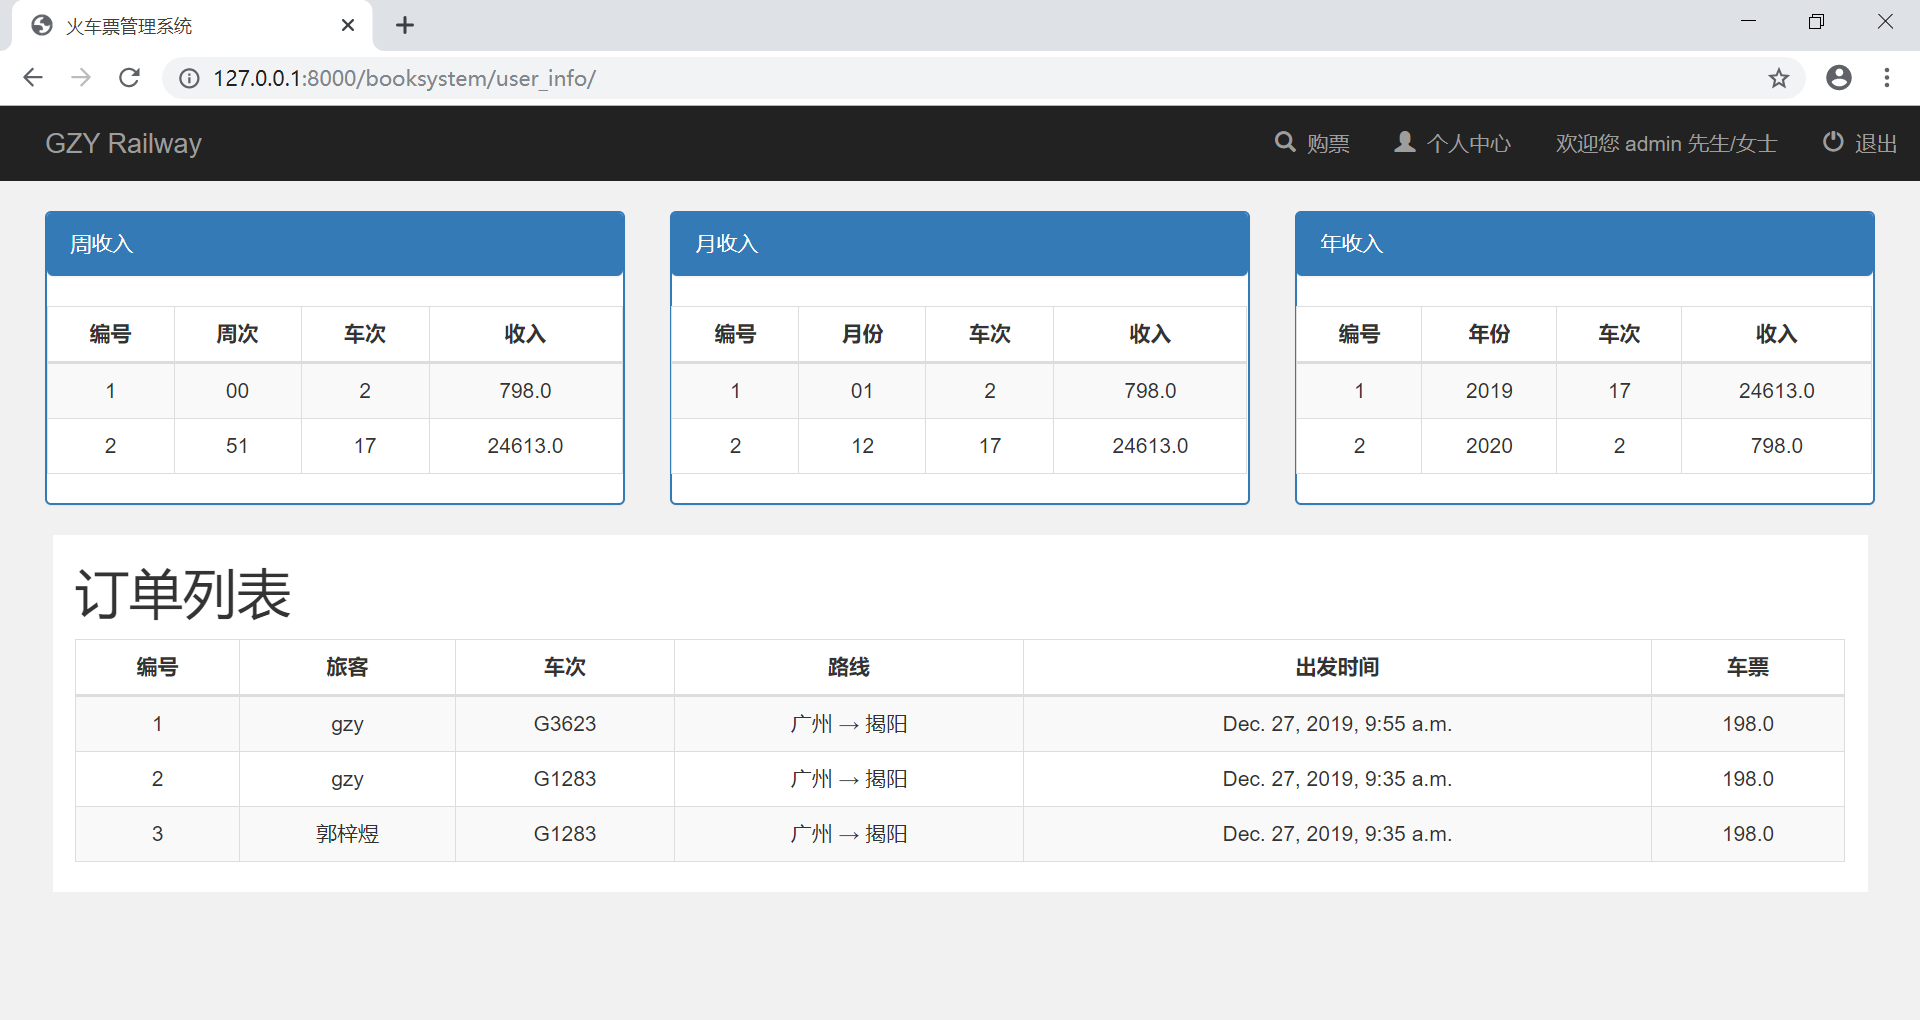 火车票管理系统
127.0.0.1:8000/booksystem/user_info/
GZY Railway 购票 个人中心 欢迎您 admin 先生/女士 退出
周收入
编号 周次 车次 收入
1 00 2 798.0
2 51 17 24613.0
月收入
编号 月份 车次 收入
1 01 2 798.0
2 12 17 24613.0
年收入
编号 年份 车次 收入
1 2019 17 24613.0
2 2020 2 798.0
订单列表
编号 旅客 车次 路线 出发时间 车票
1 gzy G3623 广州 → 揭阳 Dec. 27, 2019, 9:55 a.m. 198.0
2 gzy G1283 广州 → 揭阳 Dec. 27, 2019, 9:35 a.m. 198.0
3 郭梓煜 G1283 广州 → 揭阳 Dec. 27, 2019, 9:35 a.m. 198.0